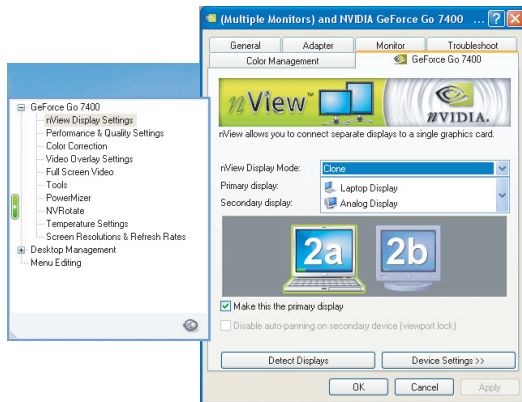 (Multiple Monitors) and NVIDIA GeForce Go 7400 ...
General Adapter Monitor Troubleshoot
Color Management GeForce Go 7400
nView™
nVIDIA.
nView allows you to connect separate displays to a single graphics card.
nView Display Mode: Clone
Primary display: Laptop Display
Secondary display: Analog Display
2a 2b
Make this the primary display
Disable auto-panning on secondary device (viewport lock)
Detect Displays Device Settings >>
OK Cancel Apply
GeForce Go 7400
nView Display Settings
Performance & Quality Settings
Color Correction
Video Overlay Settings
Full Screen Video
Tools
PowerMizer
NVRotate
Temperature Settings
Screen Resolutions & Refresh Rates
Desktop Management
Menu Editing